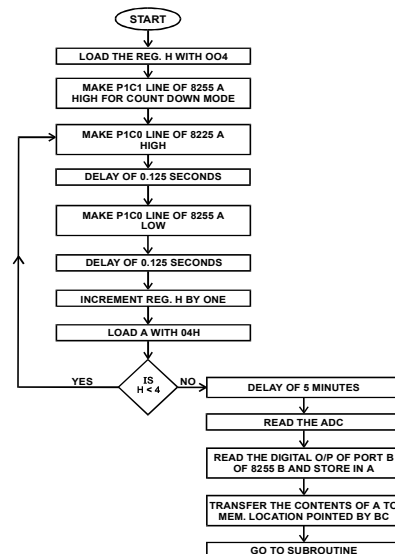 START
LOAD THE REG. H WITH OO4
MAKE P1C1 LINE OF 8255 A
HIGH FOR COUNT DOWN MODE
MAKE P1C0 LINE OF 8225 A
HIGH
DELAY OF 0.125 SECONDS
MAKE P1C0 LINE OF 8255 A
LOW
DELAY OF 0.125 SECONDS
INCREMENT REG. H BY ONE
LOAD A WITH 04H
YES
IS
H < 4
NO
DELAY OF 5 MINUTES
READ THE ADC
READ THE DIGITAL O/P OF PORT B
OF 8255 B AND STORE IN A
TRANSFER THE CONTENTS OF A TO
MEM. LOCATION POINTED BY BC
GO TO SUBROUTINE